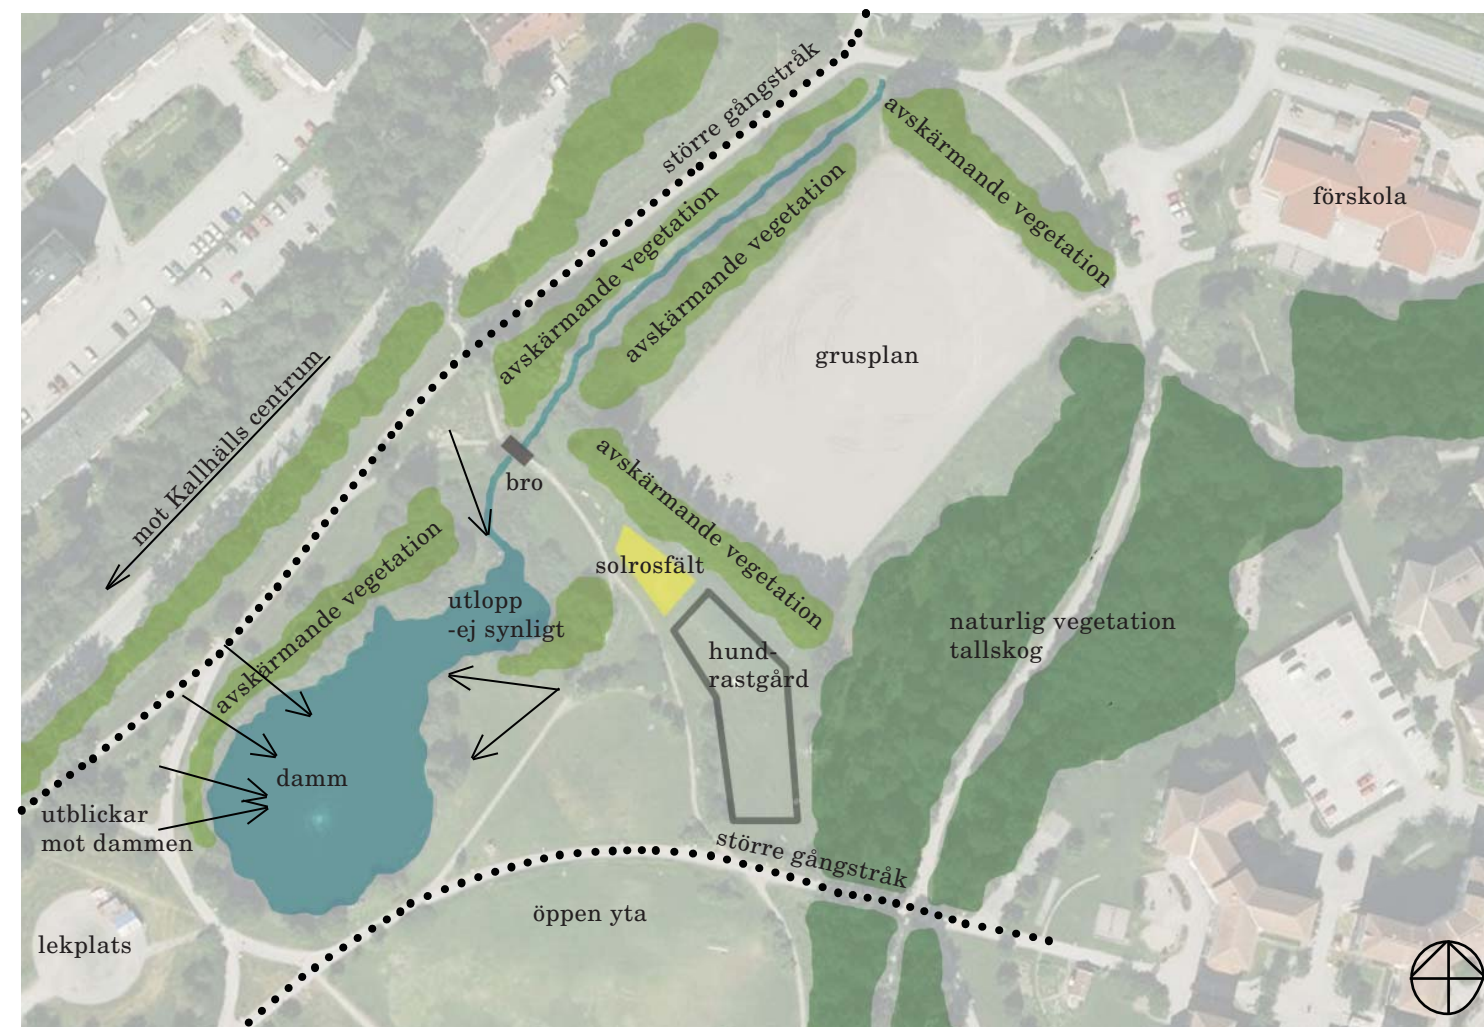 större gångstråk
avskärmande vegetation
förskola
avskärmande vegetation
avskärmande vegetation
grusplan
mot Kallhälls centrum
bro
avskärmande vegetation
solrosfält
avskärmande vegetation
utlopp
-ej synligt
naturlig vegetation
tallskog
hund-
rastgård
damm
utblickar
mot dammen
större gångstråk
öppen yta
lekplats